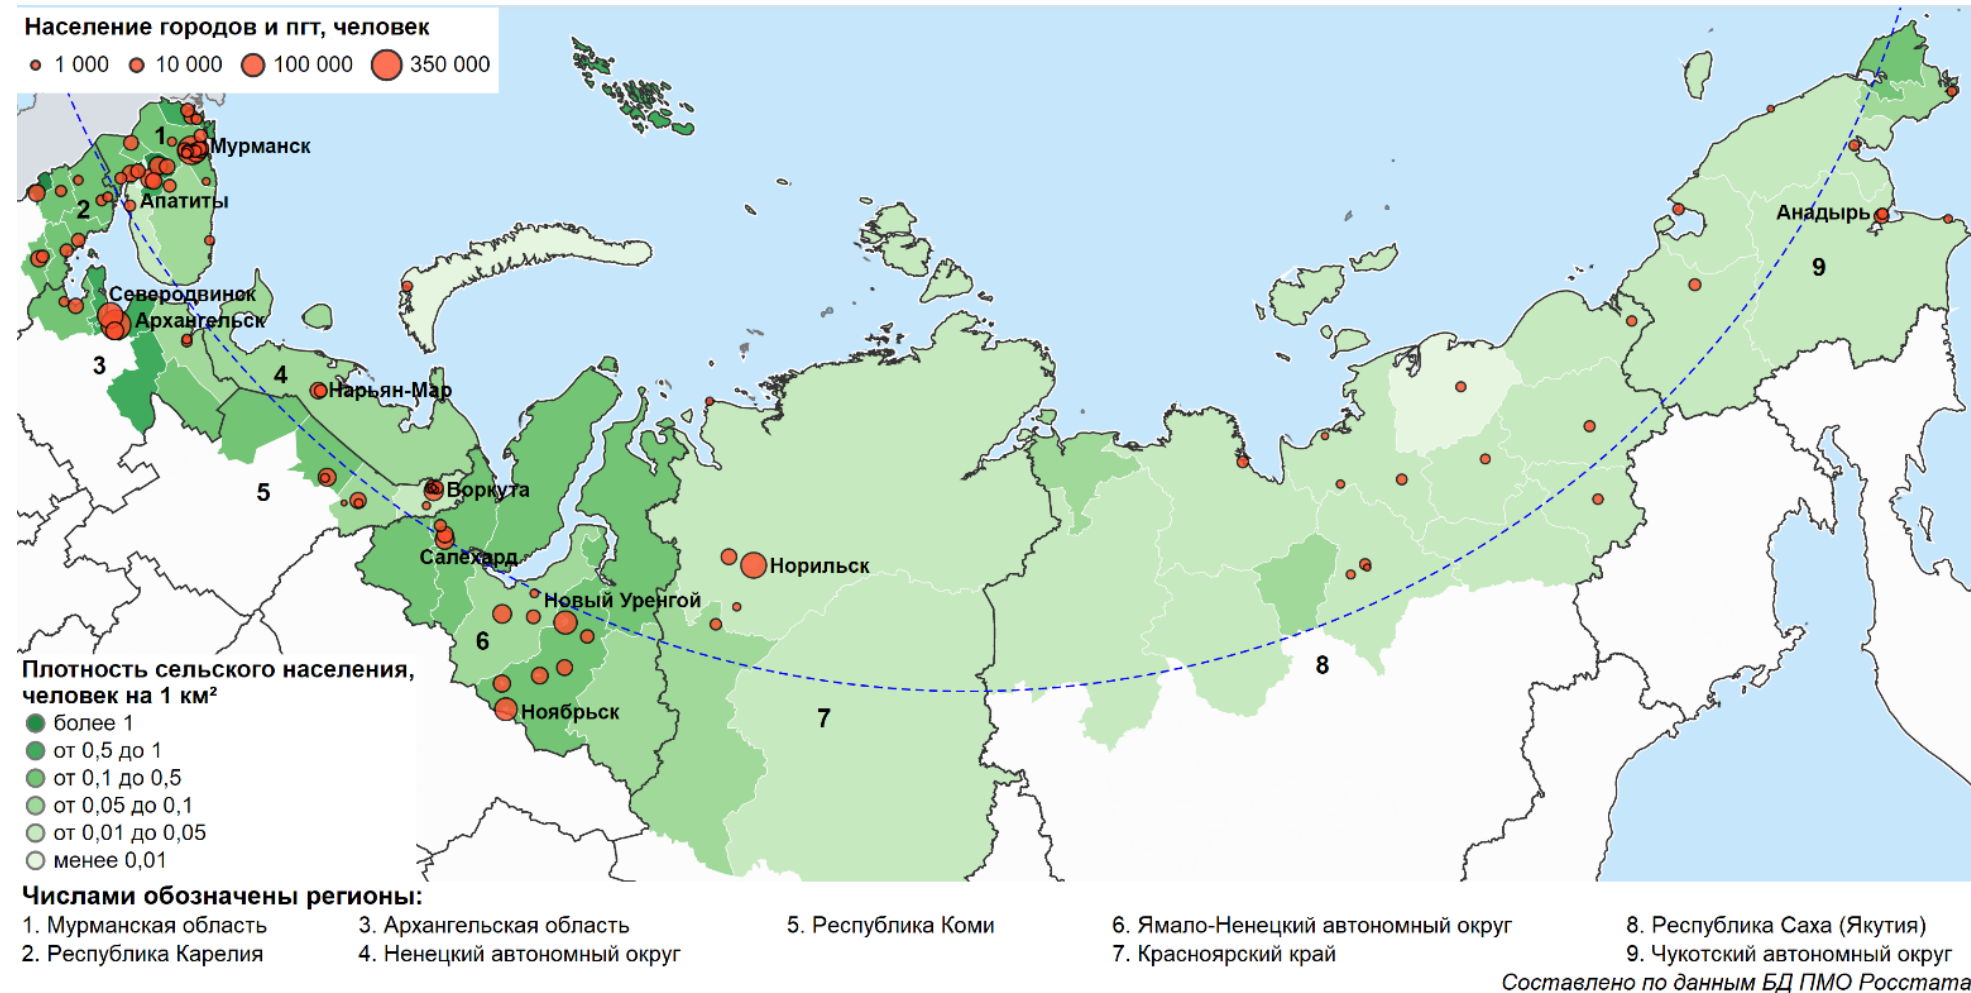 Население городов и пгт, человек
1 000 10 000 100 000 350 000
1
Мурманск
Апатиты
2
Анадырь
9
Северодвинск
Архангельск
3
4
Нарьян-Мар
5
Воркута
Салехард
Норильск
Новый Уренгой
6
8
Ноябрьск
7
Плотность сельского населения,
человек на 1 км²
более 1
от 0,5 до 1
от 0,1 до 0,5
от 0,05 до 0,1
от 0,01 до 0,05
менее 0,01
Числами обозначены регионы:
1. Мурманская область 3. Архангельская область 5. Республика Коми 6. Ямало-Ненецкий автономный округ 8. Республика Саха (Якутия)
2. Республика Карелия 4. Ненецкий автономный округ 7. Красноярский край 9. Чукотский автономный округ
Составлено по данным БД ПМО Росстата